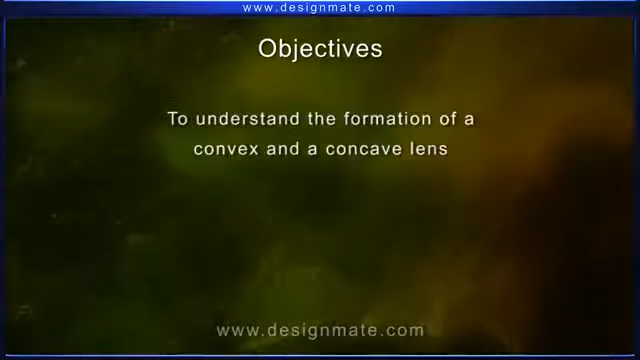 www.designmate.com
Objectives
To understand the formation of a
convex and a concave lens
www.designmate.com